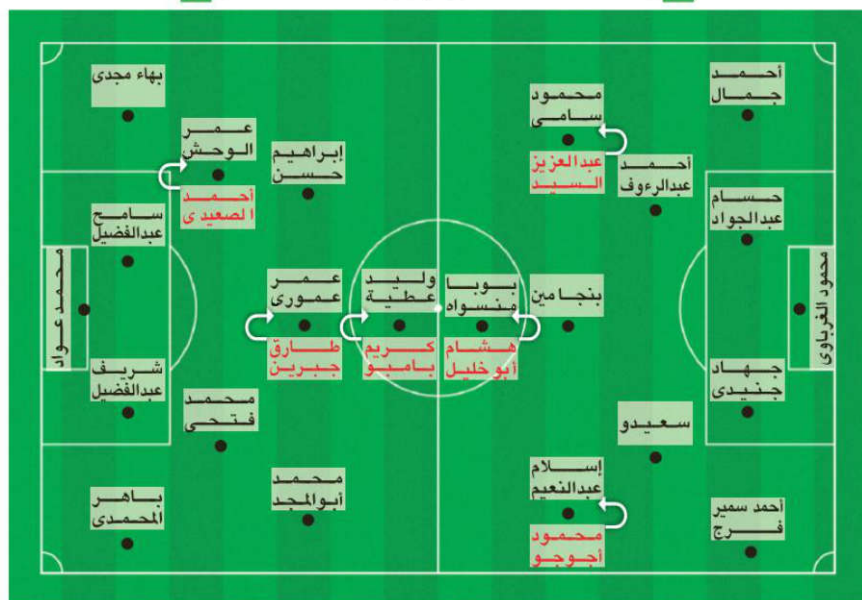 أحمد
جمال
محمود
سامى
عبدالعزيز
السيد
أحمد
عبدالرءوف
حسام
عبدالجواد
محمود الغرباوى
بنجامين
بوبا
منسواه
هشام
أبوخليل
جهاد
جنيدى
سعيدو
إسلام
عبدالنعيم
محمود
أجوجو
أحمد سمير
فرج
بهاء مجدى
عمر
الوحش
أحمد
الصعيدى
إبراهيم
حسن
سامح
عبدالفضيل
محمد عواد
وليد
عطية
كريم
بامبو
عمر
عمورى
طارق
جبرين
شريف
عبدالفضيل
محمد
فتحى
محمد
أبوالمجد
باهر
المحمدى